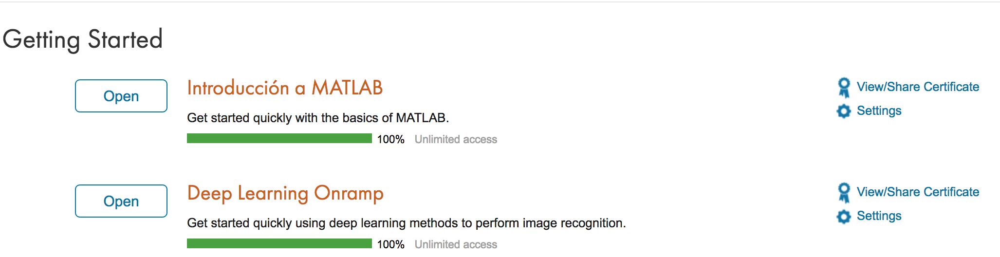 Getting Started
Open
Introducción a MATLAB
View/Share Certificate
Get started quickly with the basics of MATLAB.
Settings
100% Unlimited access
Open
Deep Learning Onramp
View/Share Certificate
Get started quickly using deep learning methods to perform image recognition.
Settings
100% Unlimited access